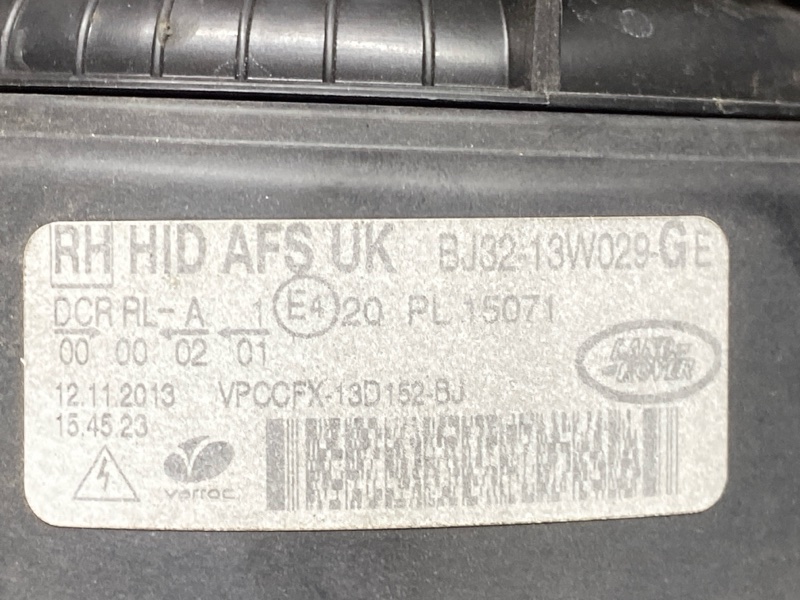 RH HID AFS UK BJ32-13W029-GE
DCR RL-A 1 E4 20 PL 15071
00 00 02 01
LAND ROVER
12.11.2013 VPCCFX-13D152-BJ
15.45.23
varroc